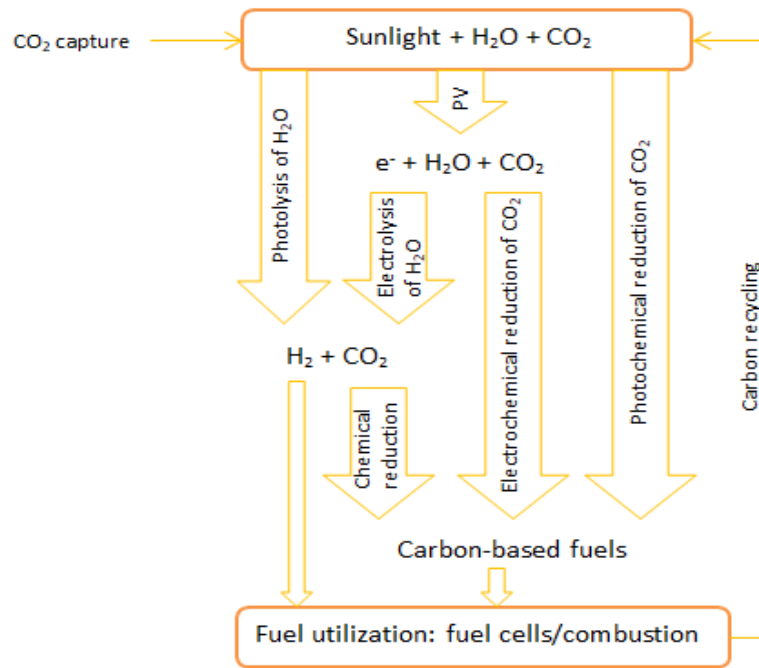 CO₂ capture
Sunlight + H₂O + CO₂
Photolysis of H₂O
PV
e⁻ + H₂O + CO₂
Electrolysis
of H₂O
Electrochemical reduction of CO₂
Photochemical reduction of CO₂
Carbon recycling
H₂ + CO₂
Chemical
reduction
Carbon-based fuels
Fuel utilization: fuel cells/combustion